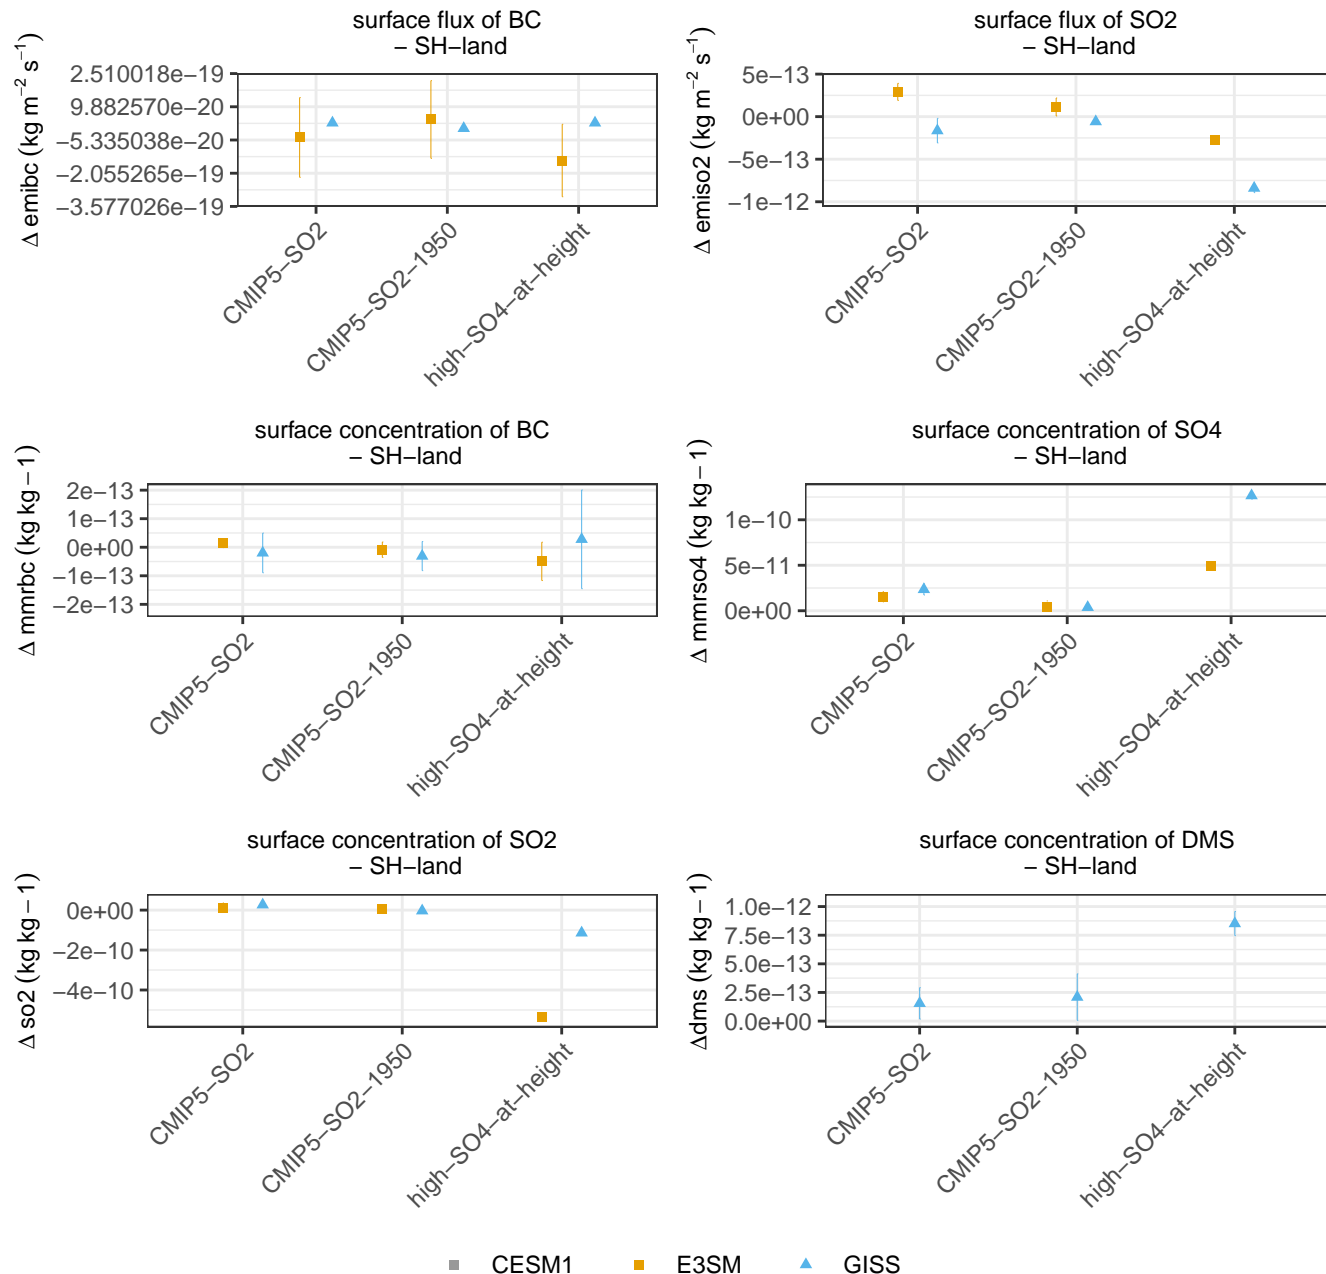 surface flux of BC
− SH−land
Δ emibc (kg m−2 s−1)
2.510018e−19
9.882570e−20
−5.335038e−20
−2.055265e−19
−3.577026e−19
CMIP5−SO2
CMIP5−SO2−1950
high−SO4−at−height
surface flux of SO2
− SH−land
Δ emiso2 (kg m−2 s−1)
5e−13
0e+00
−5e−13
−1e−12
CMIP5−SO2
CMIP5−SO2−1950
high−SO4−at−height
surface concentration of BC
− SH−land
Δ mmrbc (kg kg − 1)
2e−13
1e−13
0e+00
−1e−13
−2e−13
CMIP5−SO2
CMIP5−SO2−1950
high−SO4−at−height
surface concentration of SO4
− SH−land
Δ mmrso4 (kg kg − 1)
1e−10
5e−11
0e+00
CMIP5−SO2
CMIP5−SO2−1950
high−SO4−at−height
surface concentration of SO2
− SH−land
Δ so2 (kg kg − 1)
0e+00
−2e−10
−4e−10
CMIP5−SO2
CMIP5−SO2−1950
high−SO4−at−height
surface concentration of DMS
− SH−land
Δdms (kg kg − 1)
1.0e−12
7.5e−13
5.0e−13
2.5e−13
0.0e+00
CMIP5−SO2
CMIP5−SO2−1950
high−SO4−at−height
CESM1 E3SM GISS